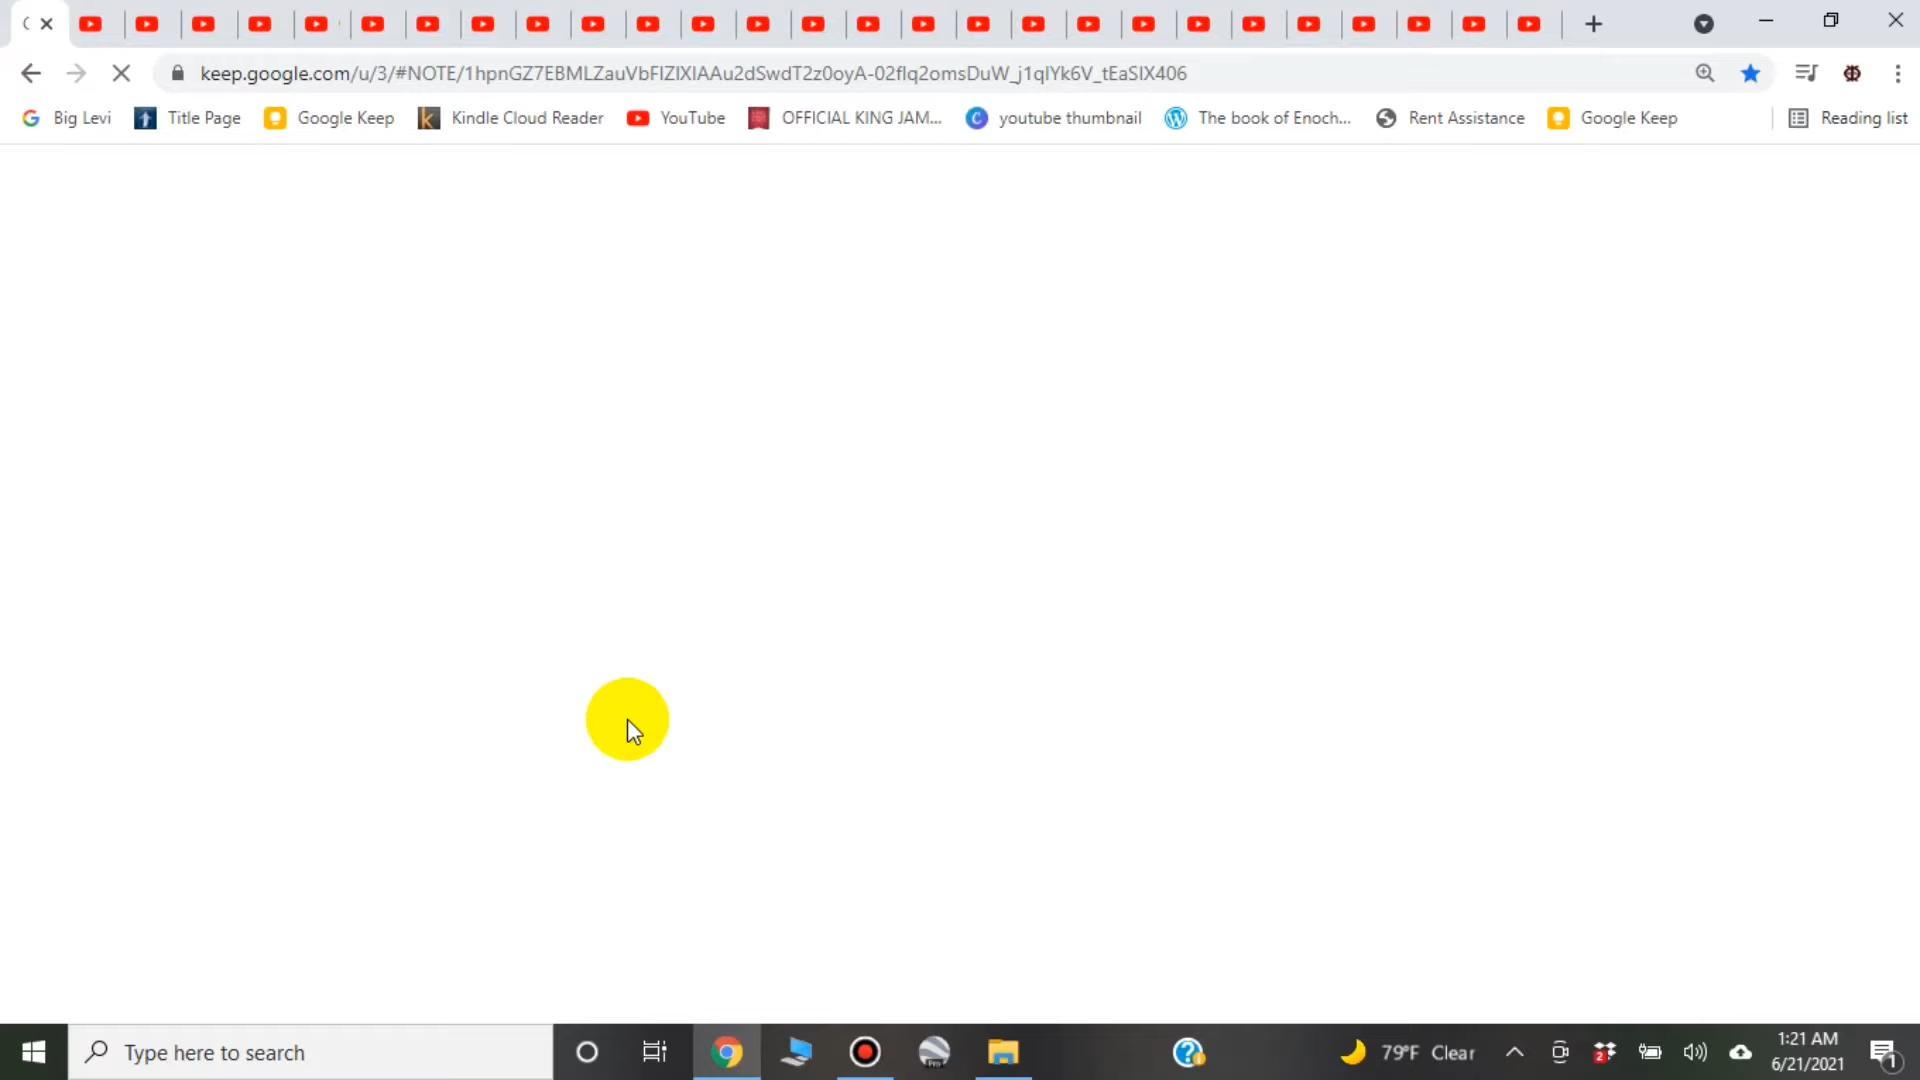 keep.google.com/u/3/#NOTE/1hpnGZ7EBMLZauVbFIZIXIAAu2dSwdT2z0oyA-02flq2omsDuW_j1qIYk6V_tEaSIX406
Big Levi Title Page Google Keep Kindle Cloud Reader YouTube OFFICIAL KING JAM... youtube thumbnail The book of Enoch... Rent Assistance Google Keep Reading list
Type here to search
79°F Clear
1:21 AM
6/21/2021
2
1